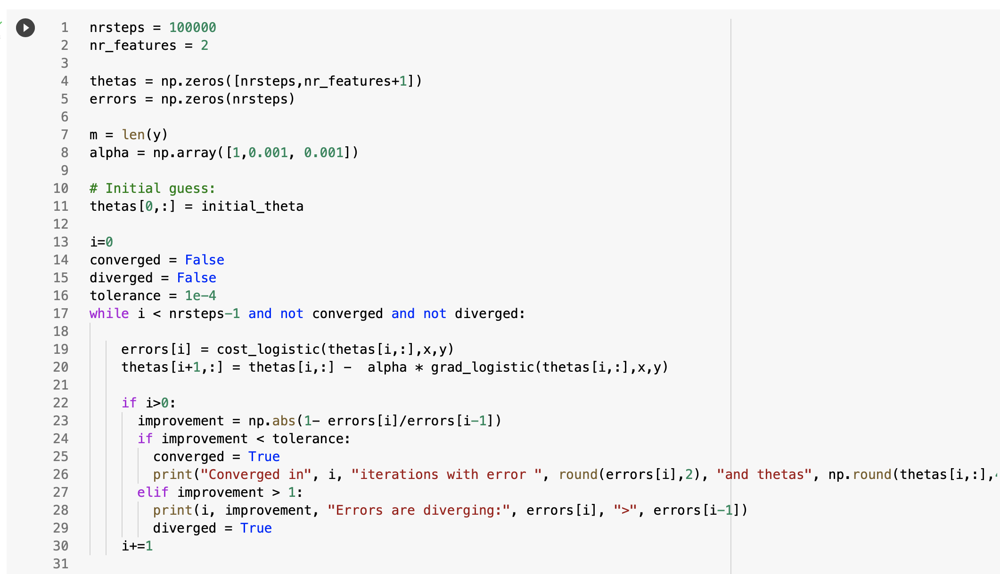 1 nrsteps = 100000
2 nr_features = 2
3
4 thetas = np.zeros([nrsteps,nr_features+1])
5 errors = np.zeros(nrsteps)
6
7 m = len(y)
8 alpha = np.array([1,0.001, 0.001])
9
10 # Initial guess:
11 thetas[0,:] = initial_theta
12
13 i=0
14 converged = False
15 diverged = False
16 tolerance = 1e-4
17 while i < nrsteps-1 and not converged and not diverged:
18
19     errors[i] = cost_logistic(thetas[i,:],x,y)
20     thetas[i+1,:] = thetas[i,:] -  alpha * grad_logistic(thetas[i,:],x,y)
21
22     if i>0:
23       improvement = np.abs(1- errors[i]/errors[i-1])
24       if improvement < tolerance:
25         converged = True
26         print("Converged in", i, "iterations with error ", round(errors[i],2), "and thetas", np.round(thetas[i,:],
27       elif improvement > 1:
28         print(i, improvement, "Errors are diverging:", errors[i], ">", errors[i-1])
29         diverged = True
30     i+=1
31